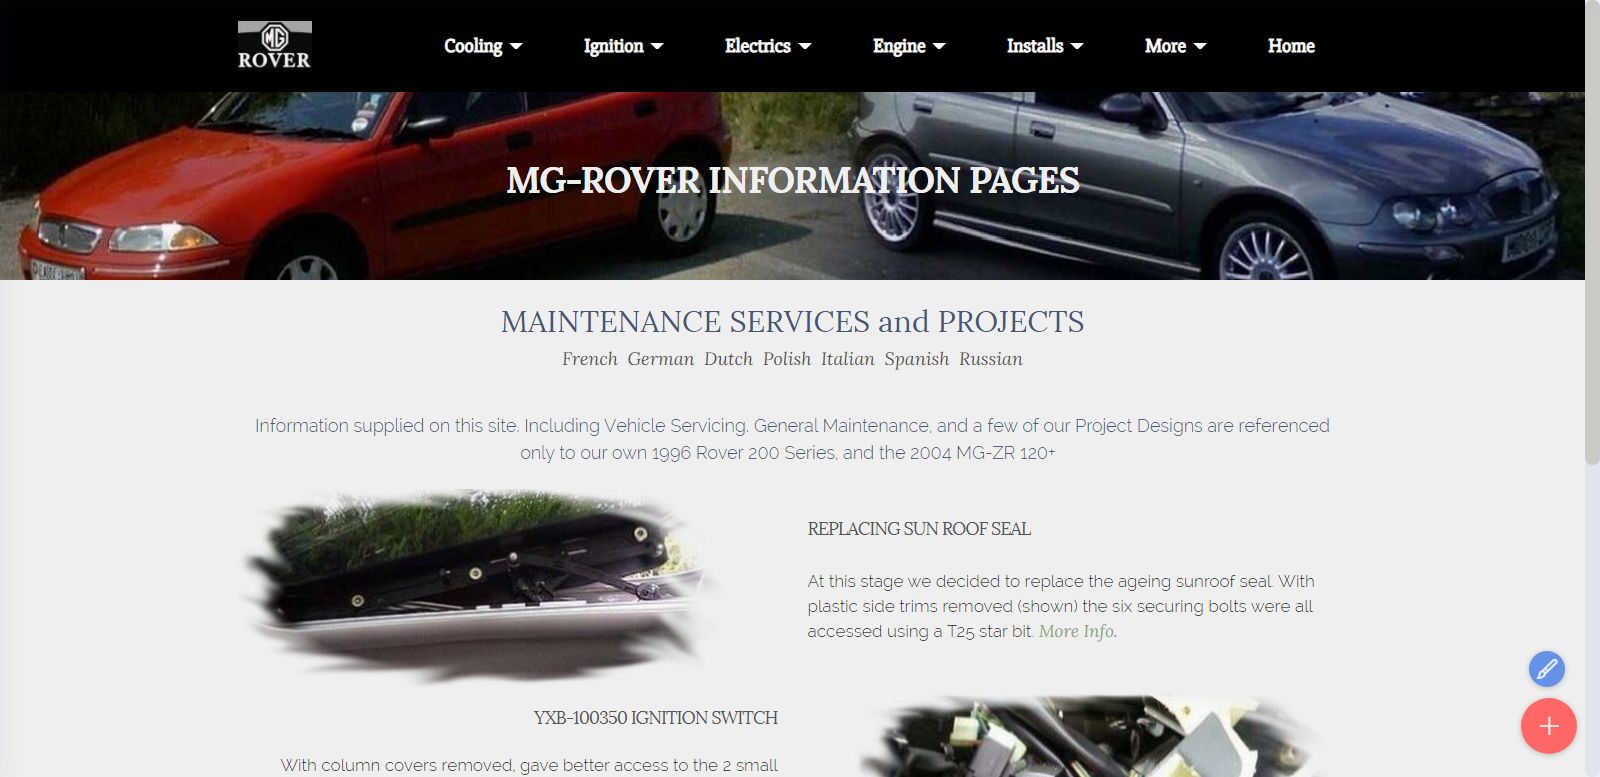 MG
ROVER
Cooling Ignition Electrics Engine Installs More Home
MG-ROVER INFORMATION PAGES
MAINTENANCE SERVICES and PROJECTS
French German Dutch Polish Italian Spanish Russian
Information supplied on this site. Including Vehicle Servicing. General Maintenance, and a few of our Project Designs are referenced
only to our own 1996 Rover 200 Series, and the 2004 MG-ZR 120+
REPLACING SUN ROOF SEAL
At this stage we decided to replace the ageing sunroof seal. With
plastic side trims removed (shown) the six securing bolts were all
accessed using a T25 star bit. More Info.
YXB-100350 IGNITION SWITCH
With column covers removed, gave better access to the 2 small